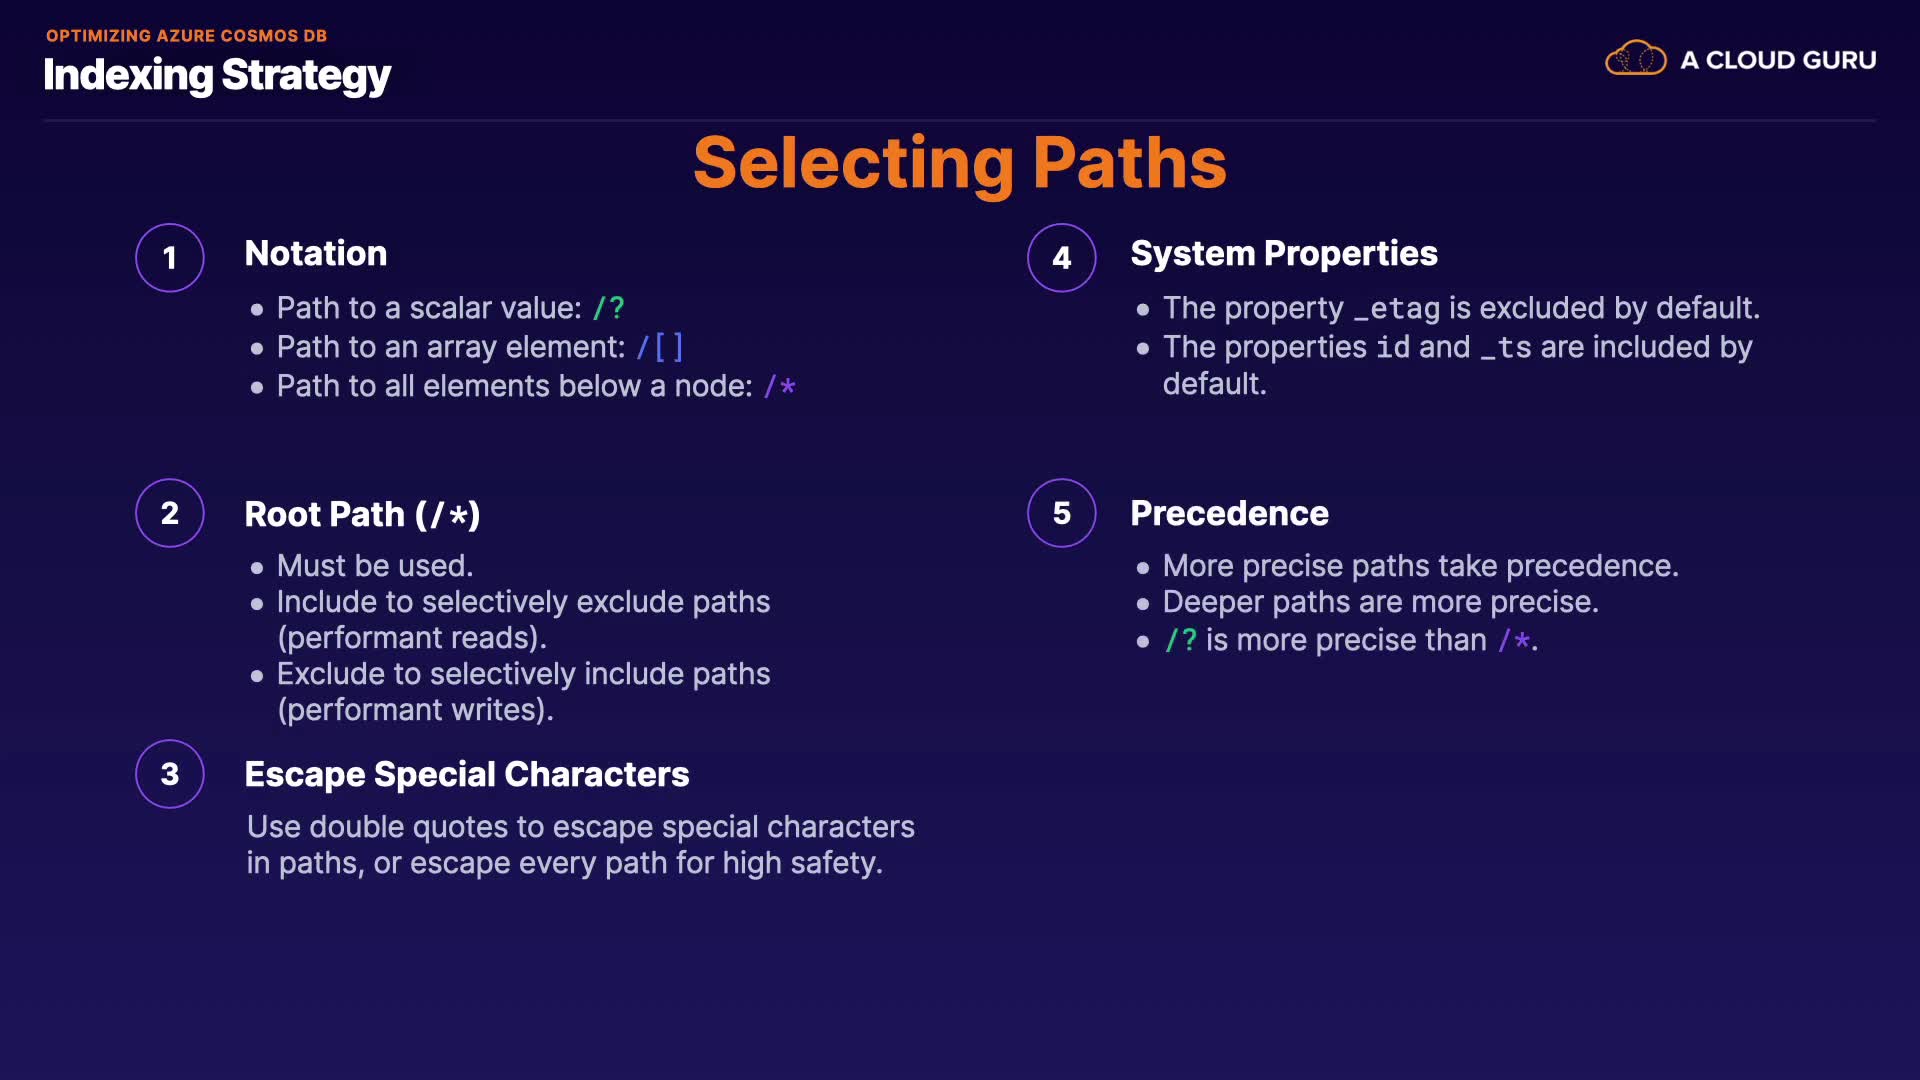 OPTIMIZING AZURE COSMOS DB
Indexing Strategy
A CLOUD GURU
Selecting Paths
1
Notation
• Path to a scalar value: /?
• Path to an array element: /[]
• Path to all elements below a node: /*
2
Root Path (/*)
• Must be used.
• Include to selectively exclude paths
(performant reads).
• Exclude to selectively include paths
(performant writes).
3
Escape Special Characters
Use double quotes to escape special characters
in paths, or escape every path for high safety.
4
System Properties
• The property _etag is excluded by default.
• The properties id and _ts are included by
default.
5
Precedence
• More precise paths take precedence.
• Deeper paths are more precise.
• /? is more precise than /*.